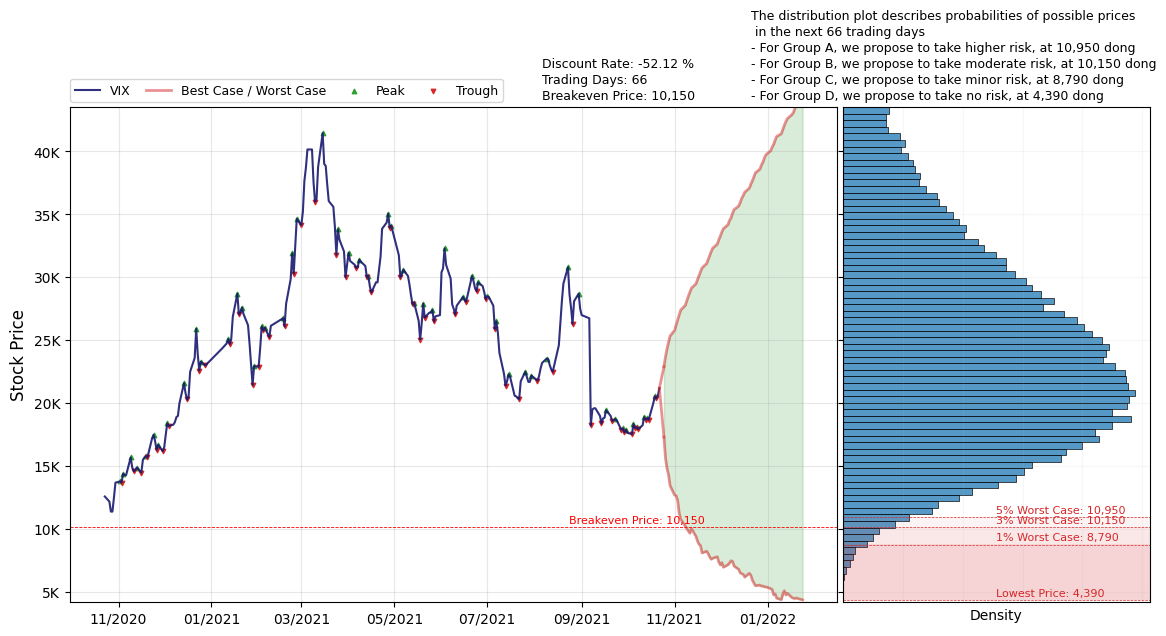 The distribution plot describes probabilities of possible prices
in the next 66 trading days
- For Group A, we propose to take higher risk, at 10,950 dong
- For Group B, we propose to take moderate risk, at 10,150 dong
- For Group C, we propose to take minor risk, at 8,790 dong
- For Group D, we propose to take no risk, at 4,390 dong
Discount Rate: -52.12 %
Trading Days: 66
Breakeven Price: 10,150
VIX
Best Case / Worst Case
Peak
Trough
Stock Price
40K
35K
30K
25K
20K
15K
10K
5K
Breakeven Price: 10,150
5% Worst Case: 10,950
3% Worst Case: 10,150
1% Worst Case: 8,790
Lowest Price: 4,390
11/2020
01/2021
03/2021
05/2021
07/2021
09/2021
11/2021
01/2022
Density